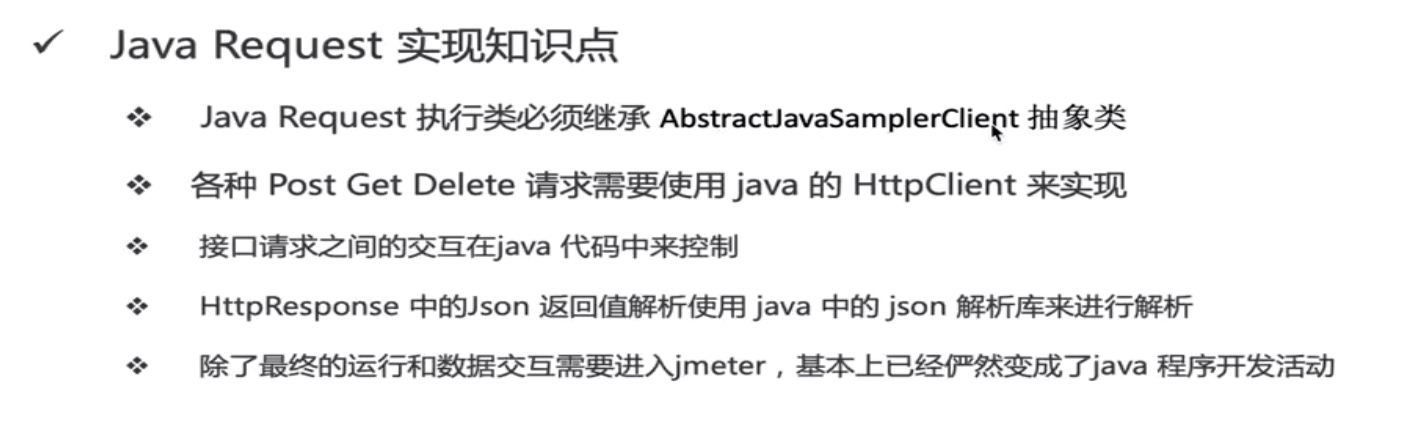 ✓ Java Request 实现知识点
❖ Java Request 执行类必须继承 AbstractJavaSamplerClient 抽象类
❖ 各种 Post Get Delete 请求需要使用 java 的 HttpClient 来实现
❖ 接口请求之间的交互在java 代码中来控制
❖ HttpResponse 中的Json 返回值解析使用 java 中的 json 解析库来进行解析
❖ 除了最终的运行和数据交互需要进入jmeter，基本上已经俨然变成了java 程序开发活动